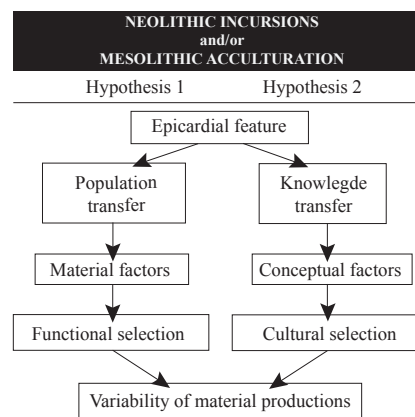 NEOLITHIC INCURSIONS
and/or
MESOLITHIC ACCULTURATION
Hypothesis 1 Hypothesis 2
Epicardial feature
Population Knowlegde
transfer transfer
Material factors Conceptual factors
Functional selection Cultural selection
Variability of material productions